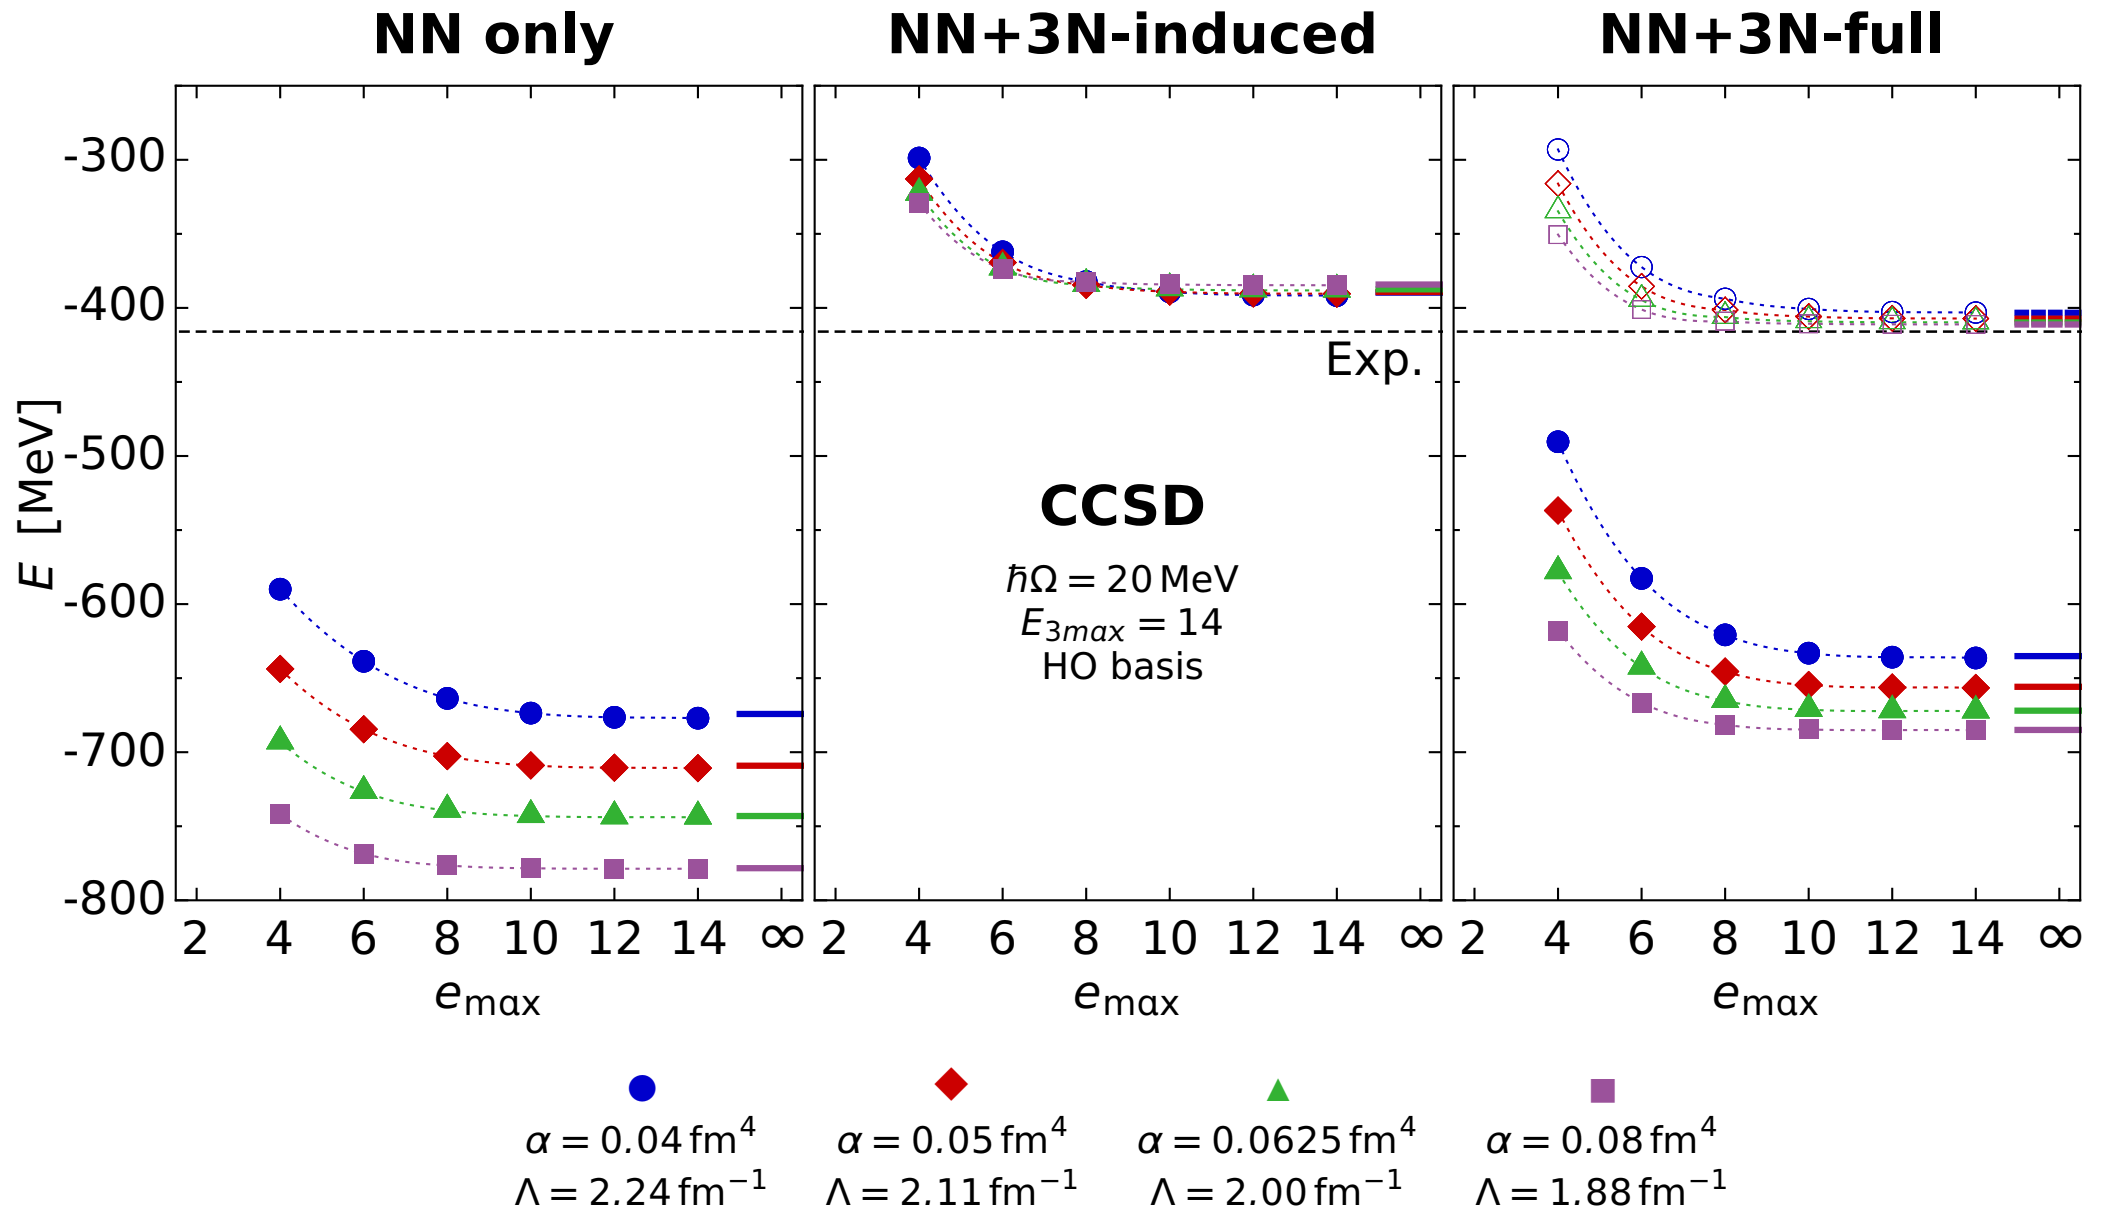 NN only NN+3N-induced NN+3N-full
-300
-400
-500
-600
-700
-800
E [MeV]
Exp.
CCSD
ℏΩ = 20 MeV
E₃ₘₐₓ = 14
HO basis
2 4 6 8 10 12 14 ∞ 2 4 6 8 10 12 14 ∞ 2 4 6 8 10 12 14 ∞
eₘₐₓ eₘₐₓ eₘₐₓ
α = 0.04 fm⁴ α = 0.05 fm⁴ α = 0.0625 fm⁴ α = 0.08 fm⁴
Λ = 2.24 fm⁻¹ Λ = 2.11 fm⁻¹ Λ = 2.00 fm⁻¹ Λ = 1.88 fm⁻¹